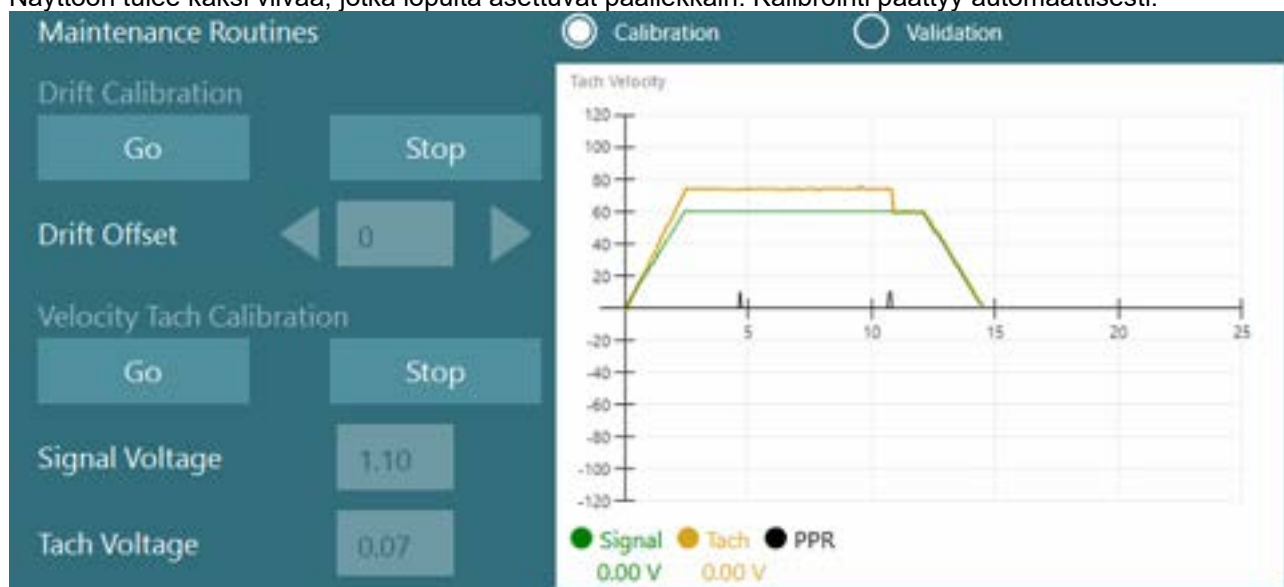 Näyttöön tulee kaksi viivaa, jotka lopulta asettuvat päällekkäin. Kalibrointi päättyy automaattisesti.
Maintenance Routines
Calibration
Validation
Drift Calibration
Go
Stop
Drift Offset
0
Velocity Tach Calibration
Go
Stop
Signal Voltage
1.10
Tach Voltage
0.07
Tach Velocity
120
100
80
60
40
20
5
10
15
20
25
-20
-40
-60
-80
-100
-120
Signal Tach PPR
0.00 V 0.00 V